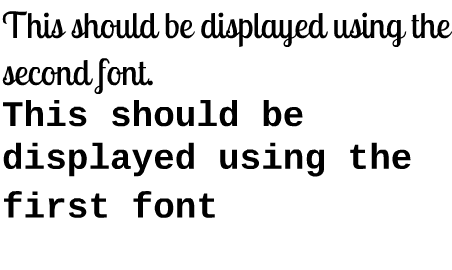 This should be displayed using the
second font.
This should be
displayed using the
first font